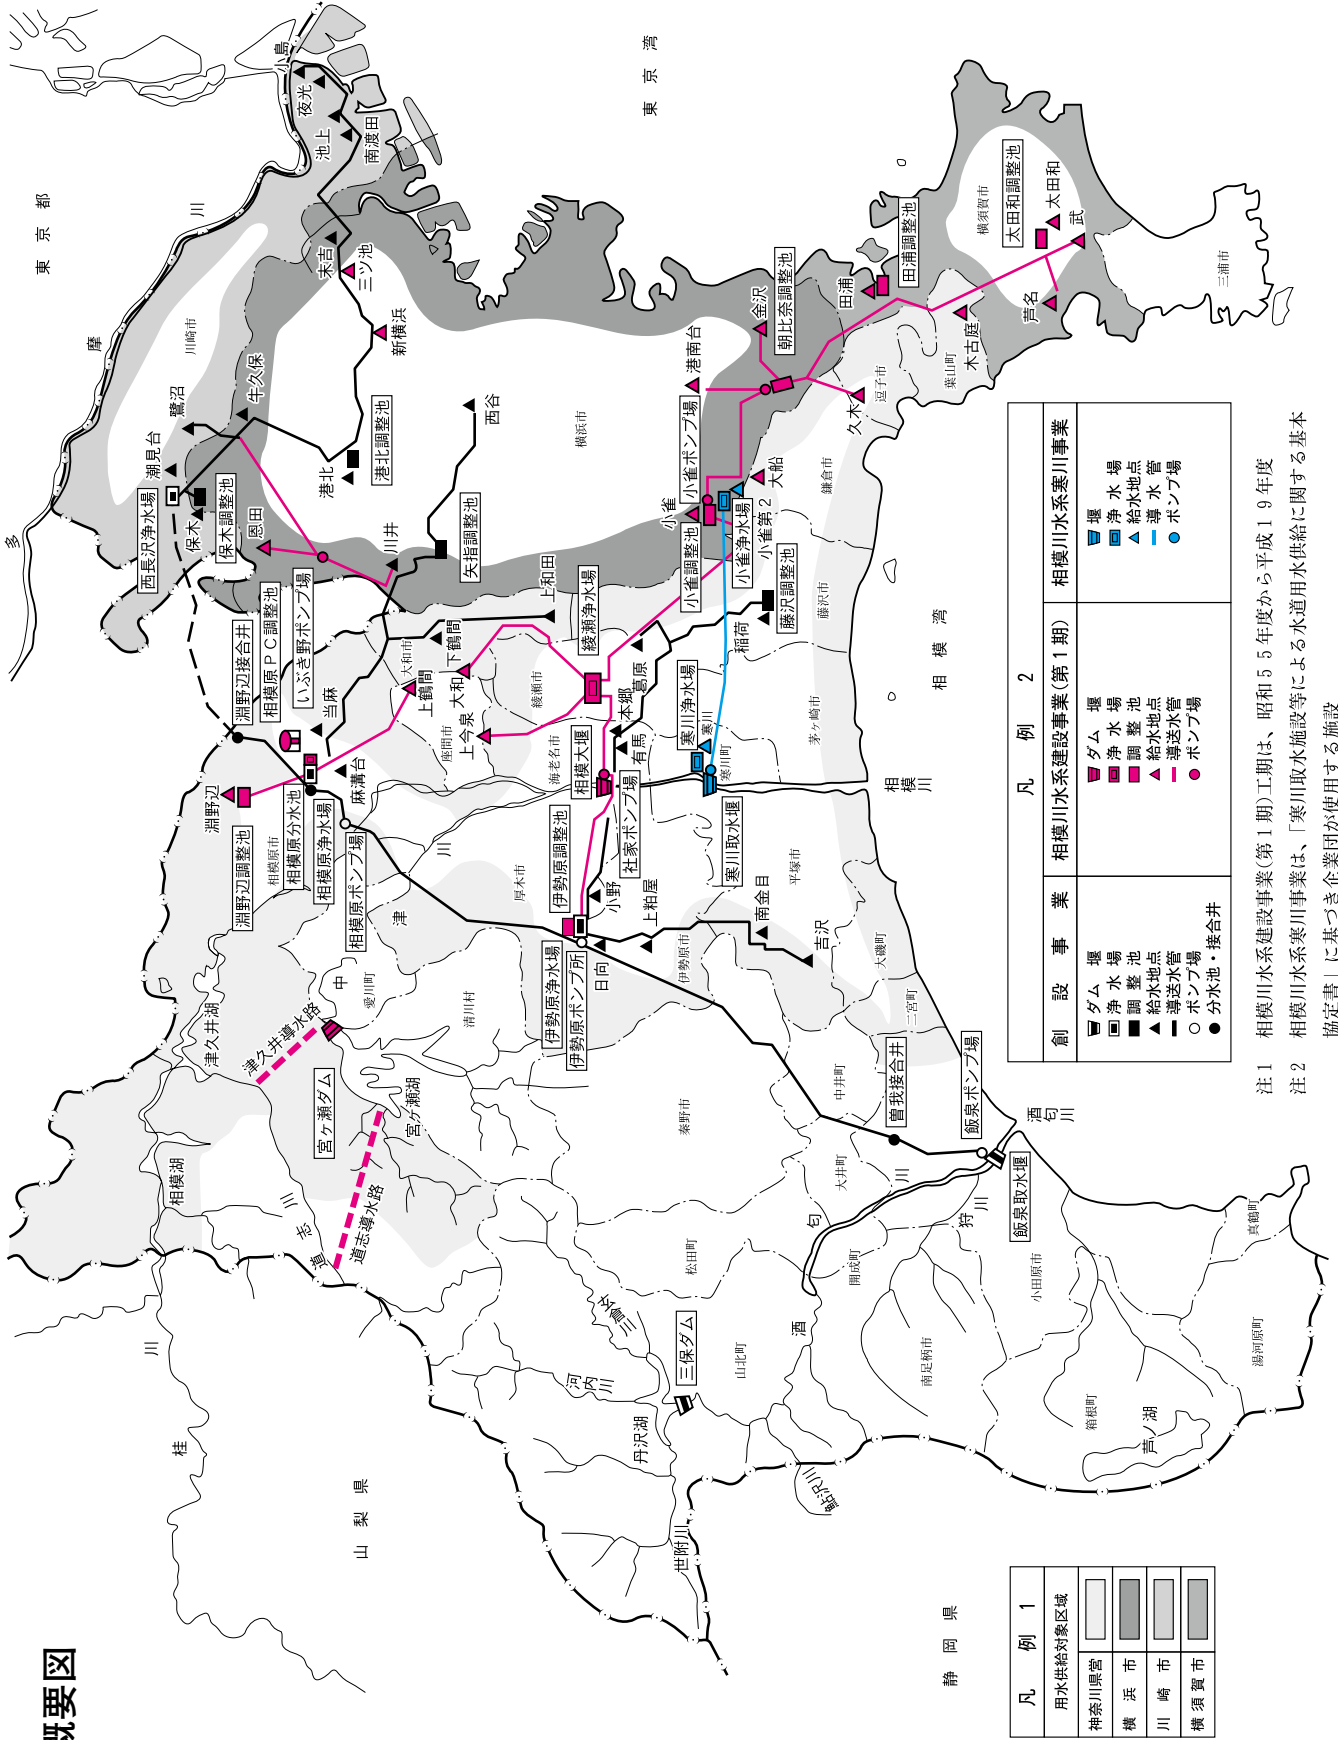 概要図
東京都
東京湾
山梨県
静岡県
相模湾
多
摩
川
小島
夜光
池上
南渡田
末吉
三ツ池
新横浜
川崎市
鷺沼
牛久保
潮見台
西長沢浄水場
保木
保木調整池
恩田
港北
港北調整池
西谷
横浜市
川井
矢指調整池
上和田
いぶき野ポンプ場
相模原PC調整池
淵野辺接合井
当麻
大和市
上鶴間
下鶴間
大和
綾瀬浄水場
綾瀬市
座間市
上今泉
海老名市
相模大堰
本郷
葛原
有馬
社家ポンプ場
淵野辺
淵野辺調整池
相模原市
相模原分水池
相模原浄水場
相模原ポンプ場
麻溝台
港南台
金沢
朝比奈調整池
小雀ポンプ場
小雀
小雀調整池
小雀浄水場
小雀第2
大船
鎌倉市
藤沢調整池
稲荷
藤沢市
寒川浄水場
寒川
寒川町
寒川取水堰
茅ヶ崎市
相模川
田浦
田浦調整池
横須賀市
太田和調整池
太田和
武
芦名
木古庭
葉山町
逗子市
久木
三浦市
川
津
中
厚木市
伊勢原調整池
小野
上粕屋
伊勢原浄水場
伊勢原ポンプ所
日向
伊勢原市
南金目
吉沢
平塚市
大磯町
二宮町
愛川町
清川村
津久井湖
津久井導水路
宮ケ瀬ダム
宮ケ瀬湖
道志導水路
相模湖
道
志
川
桂
川
秦野市
中井町
曽我接合井
飯泉ポンプ場
飯泉取水堰
酒匂川
大井町
松田町
開成町
酒
匂
川
狩
川
小田原市
南足柄市
山北町
三保ダム
丹沢湖
玄倉川
河内川
世附川
鮎沢川
箱根町
芦ノ湖
真鶴町
湯河原町
凡例 1
用水供給対象区域
神奈川県営
横浜市
川崎市
横須賀市
凡例 2
創設事業
ダム 堰
浄水場
調整池
給水地点
導送水管
ポンプ場
分水池・接合井
相模川水系建設事業(第1期)
ダム 堰
浄水場
調整池
給水地点
導送水管
ポンプ場
相模川水系寒川事業
堰
浄水場
給水地点
導水管
ポンプ場
注1 相模川水系建設事業(第1期)工期は、昭和55年度から平成19年度
注2 相模川水系寒川事業は、「寒川取水施設等による水道用水供給に関する基本
協定書」に基づき企業団が使用する施設